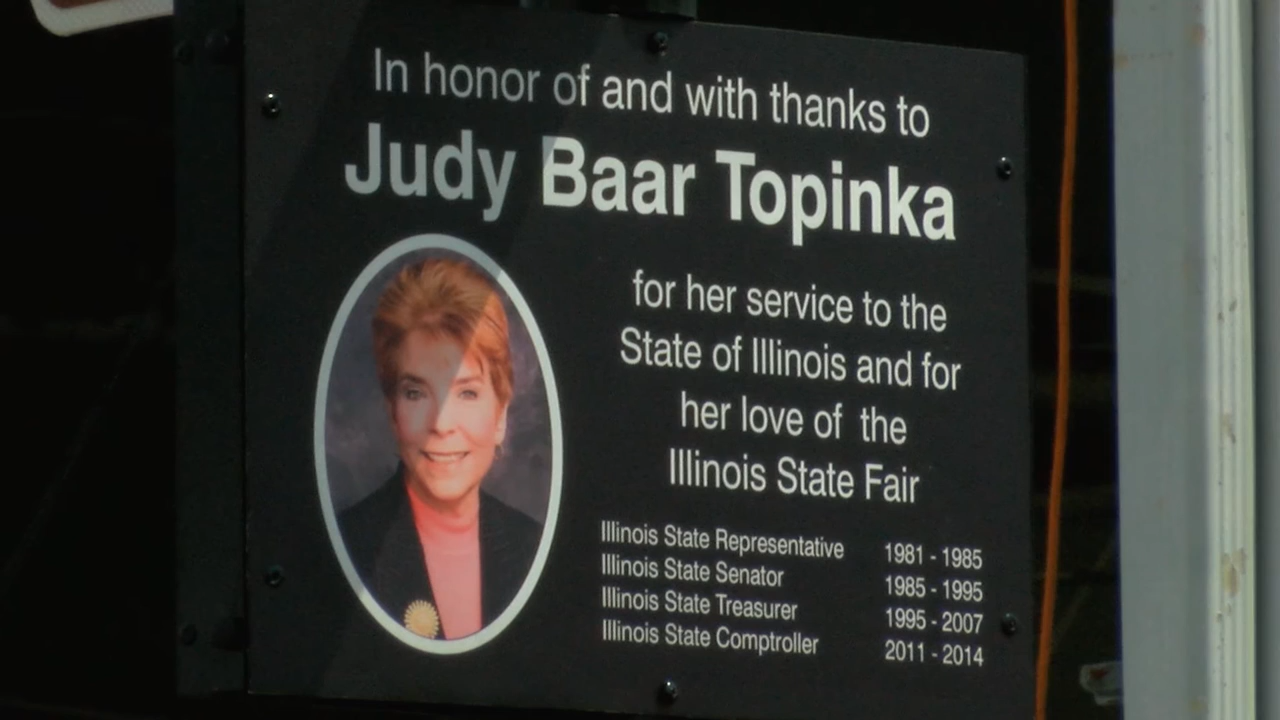 In honor of and with thanks to
Judy Baar Topinka
for her service to the
State of Illinois and for
her love of the
Illinois State Fair
Illinois State Representative 1981 - 1985
Illinois State Senator 1985 - 1995
Illinois State Treasurer 1995 - 2007
Illinois State Comptroller 2011 - 2014